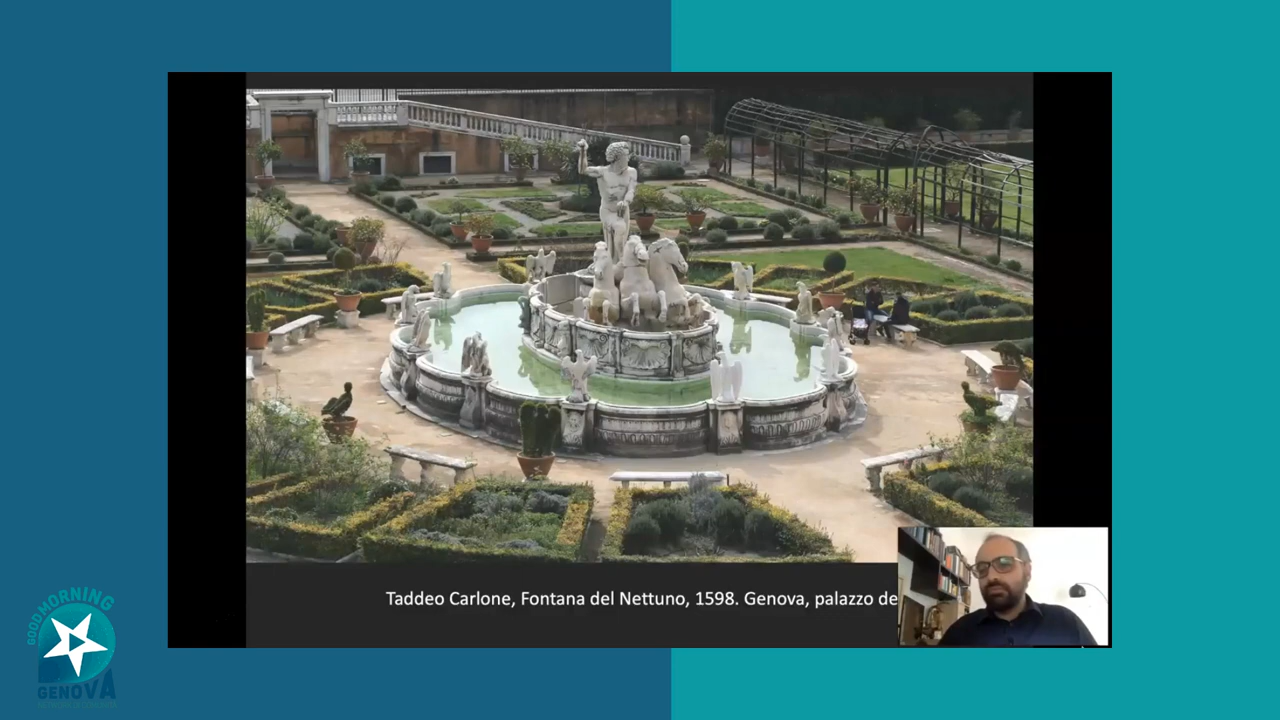 Taddeo Carlone, Fontana del Nettuno, 1598. Genova, palazzo de
GOODMORNING
GENOVA